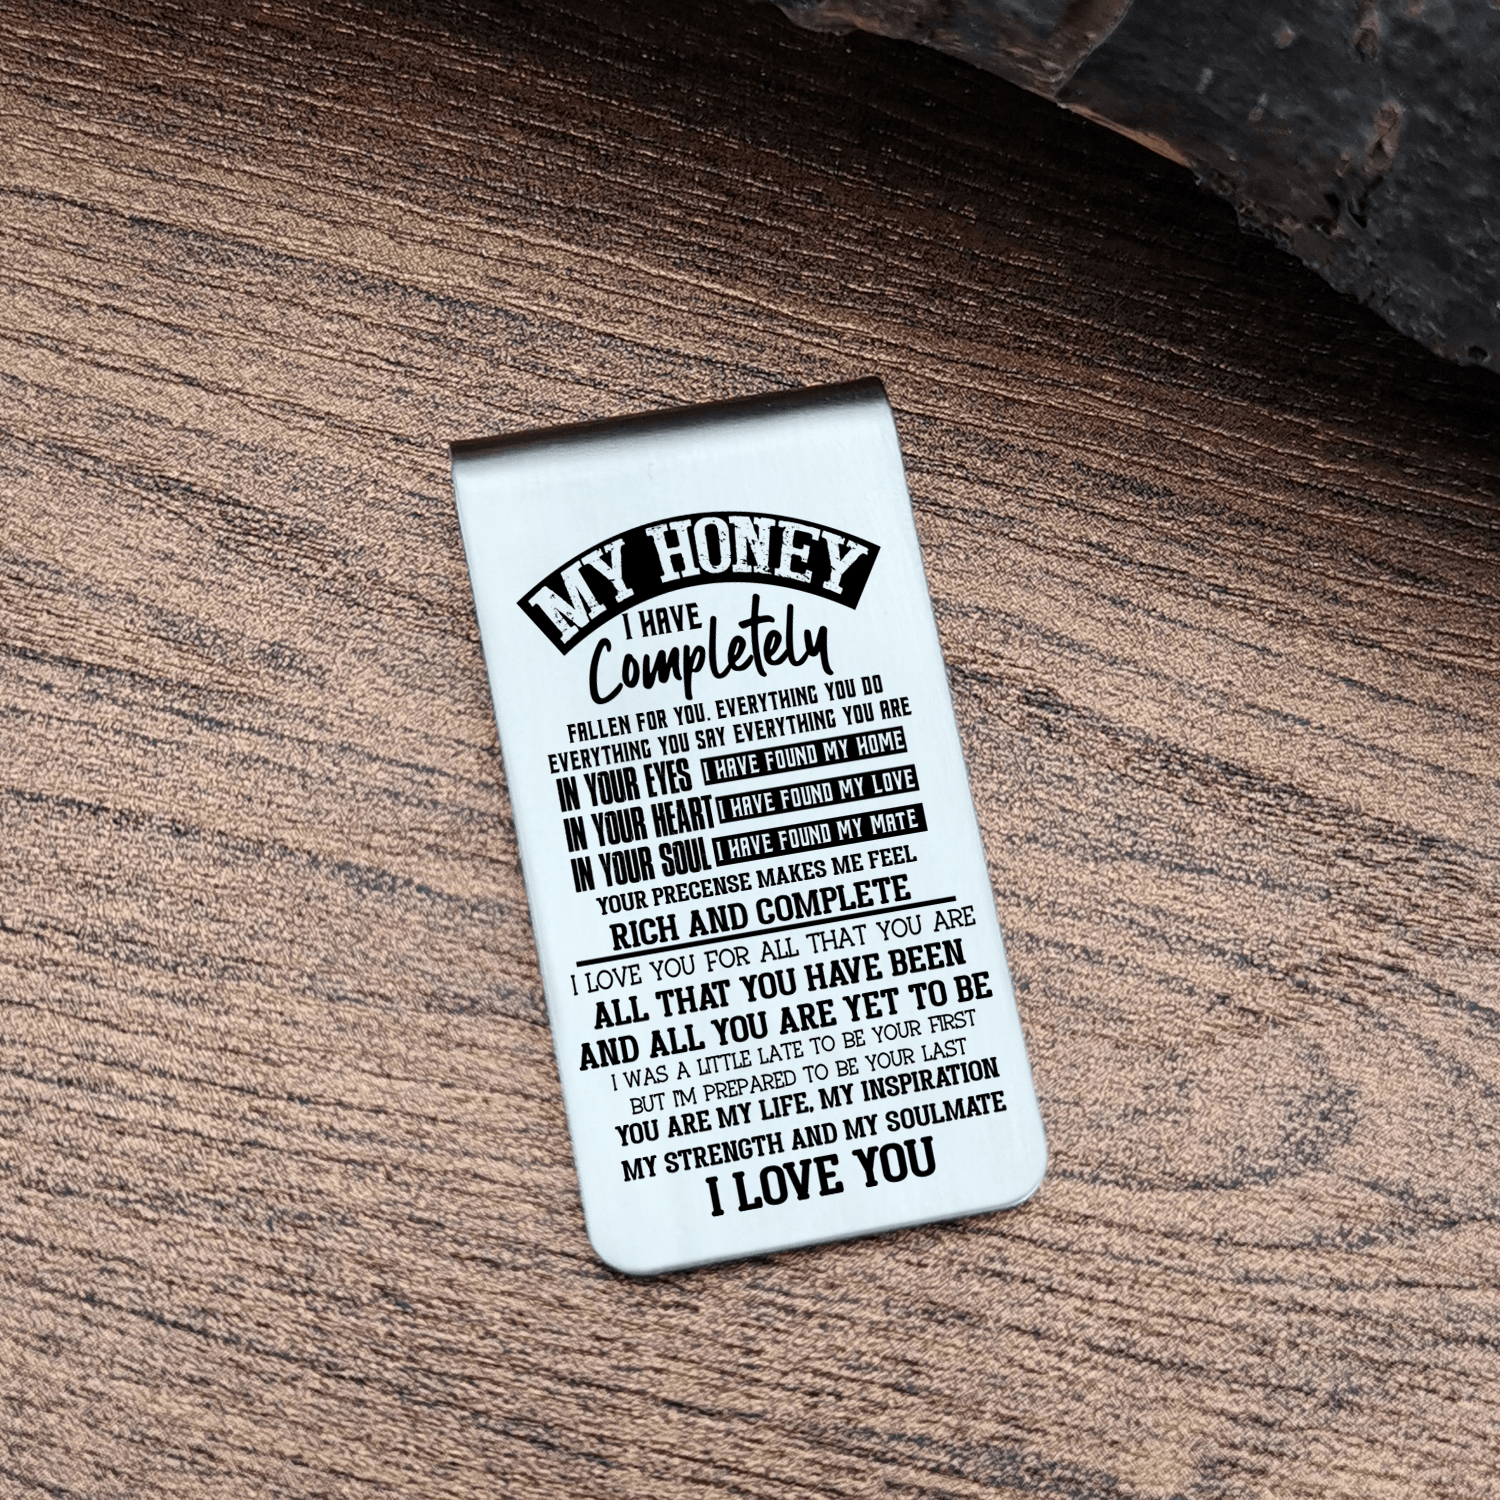 MY HONEY
I HAVE
Completely
FALLEN FOR YOU. EVERYTHING YOU DO
EVERYTHING YOU SAY EVERYTHING YOU ARE
IN YOUR EYES I HAVE FOUND MY HOME
IN YOUR HEART I HAVE FOUND MY LOVE
IN YOUR SOUL I HAVE FOUND MY MATE
YOUR PRECENSE MAKES ME FEEL
RICH AND COMPLETE
I LOVE YOU FOR ALL THAT YOU ARE
ALL THAT YOU HAVE BEEN
AND ALL YOU ARE YET TO BE
I WAS A LITTLE LATE TO BE YOUR FIRST
BUT I'M PREPARED TO BE YOUR LAST
YOU ARE MY LIFE, MY INSPIRATION
MY STRENGTH AND MY SOULMATE
I LOVE YOU